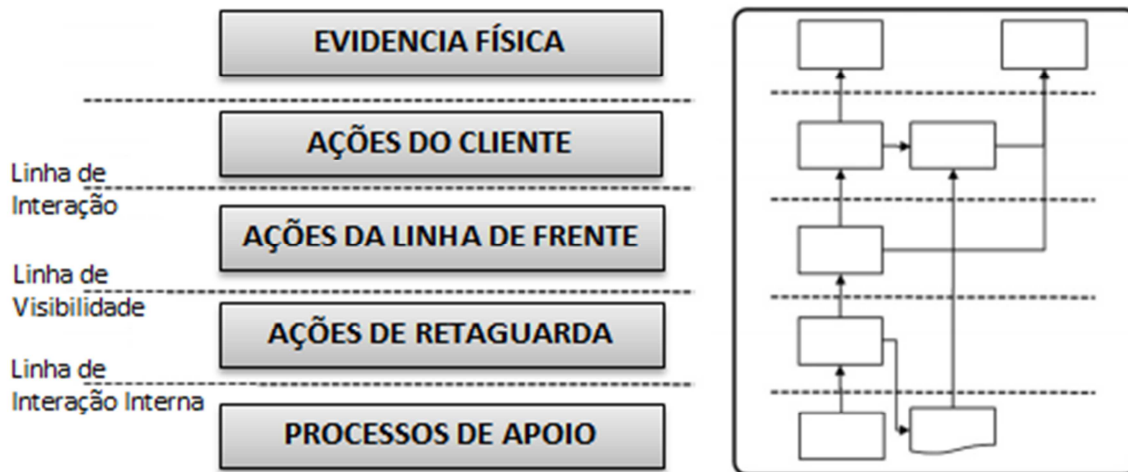 EVIDENCIA FÍSICA
AÇÕES DO CLIENTE
Linha de
Interação
AÇÕES DA LINHA DE FRENTE
Linha de
Visibilidade
AÇÕES DE RETAGUARDA
Linha de
Interação Interna
PROCESSOS DE APOIO